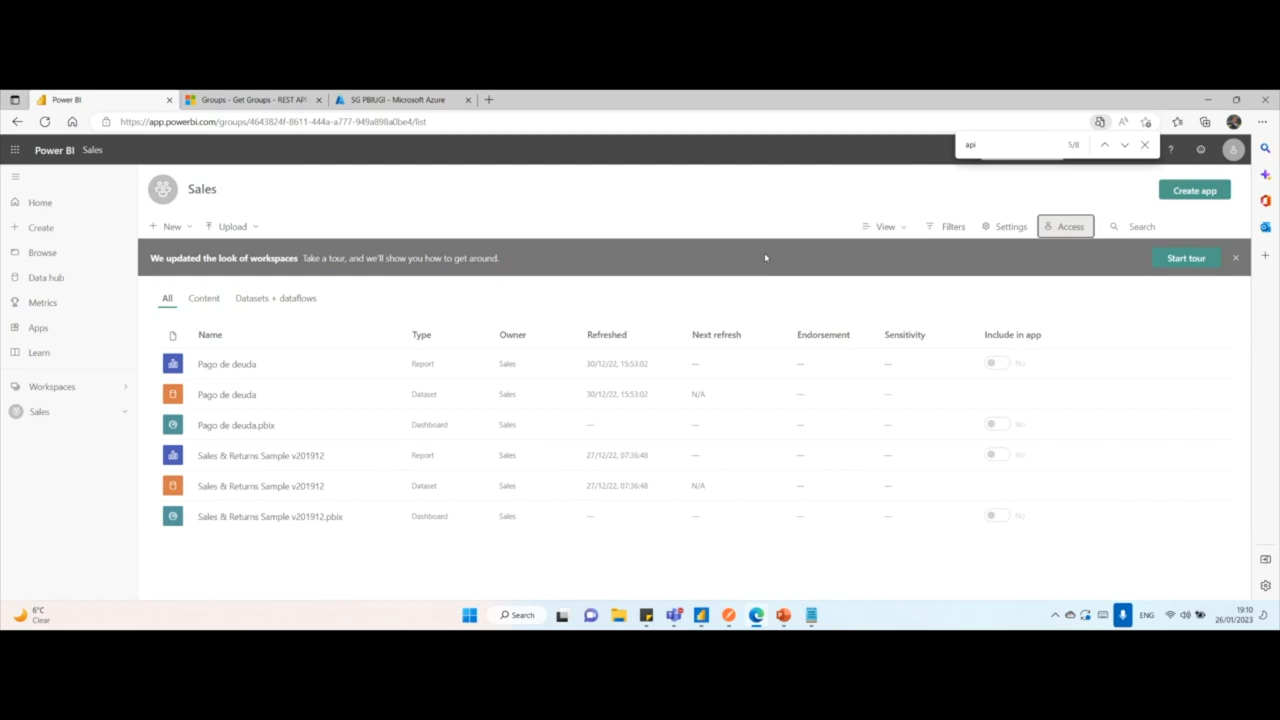 Power BI
Groups - Get Groups - REST API
SG PBIUGI - Microsoft Azure
https://app.powerbi.com/groups/4643824f-8611-444a-a777-949a898a0be4/list
api 5/8
Power BI Sales
Sales
Create app
Home
Create
Browse
Data hub
Metrics
Apps
Learn
Workspaces
Sales
New Upload View Filters Settings Access Search
We updated the look of workspaces Take a tour, and we'll show you how to get around. Start tour
All Content Datasets + dataflows
Name Type Owner Refreshed Next refresh Endorsement Sensitivity Include in app
Pago de deuda Report Sales 30/12/22, 15:53:02 — — — No
Pago de deuda Dataset Sales 30/12/22, 15:53:02 N/A — —
Pago de deuda.pbix Dashboard Sales — — — — No
Sales & Returns Sample v201912 Report Sales 27/12/22, 07:36:48 — — — No
Sales & Returns Sample v201912 Dataset Sales 27/12/22, 07:36:48 N/A — —
Sales & Returns Sample v201912.pbix Dashboard Sales — — — — No
6°C
Clear
Search
ENG
19:10
26/01/2023